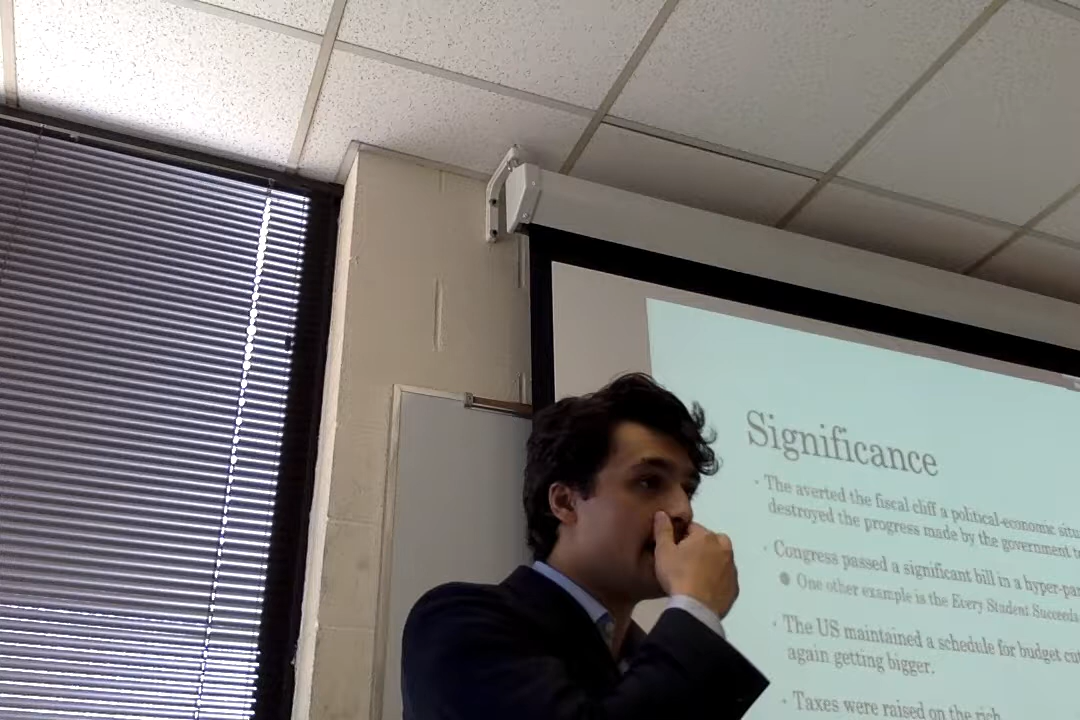 Significance
· The averted the fiscal cliff a political-economic situ
destroyed the progress made by the government t
· Congress passed a significant bill in a hyper-pa
● One other example is the Every Student Succeeds
· The US maintained a schedule for budget cut
again getting bigger.
· Taxes were raised on the rich